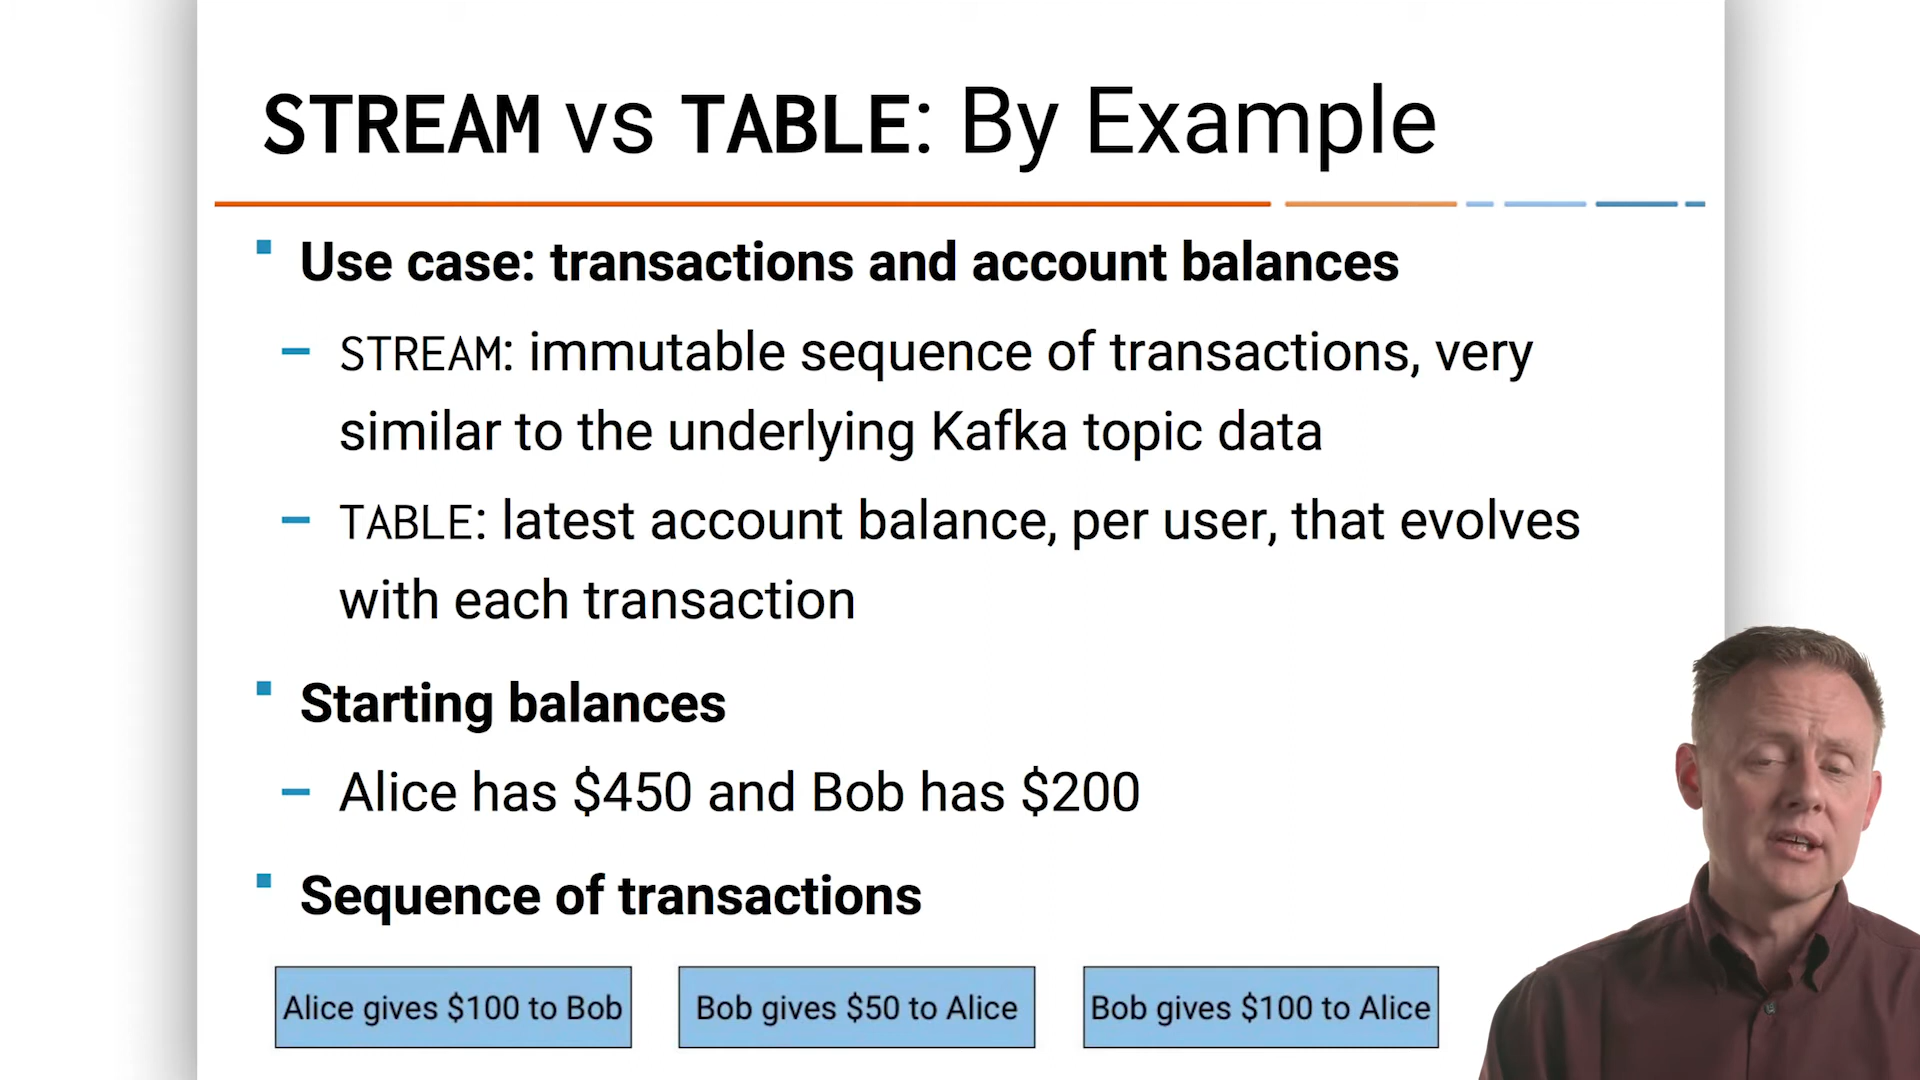 STREAM vs TABLE: By Example
Use case: transactions and account balances
STREAM: immutable sequence of transactions, very
similar to the underlying Kafka topic data
TABLE: latest account balance, per user, that evolves
with each transaction
Starting balances
Alice has $450 and Bob has $200
Sequence of transactions
Alice gives $100 to Bob
Bob gives $50 to Alice
Bob gives $100 to Alice